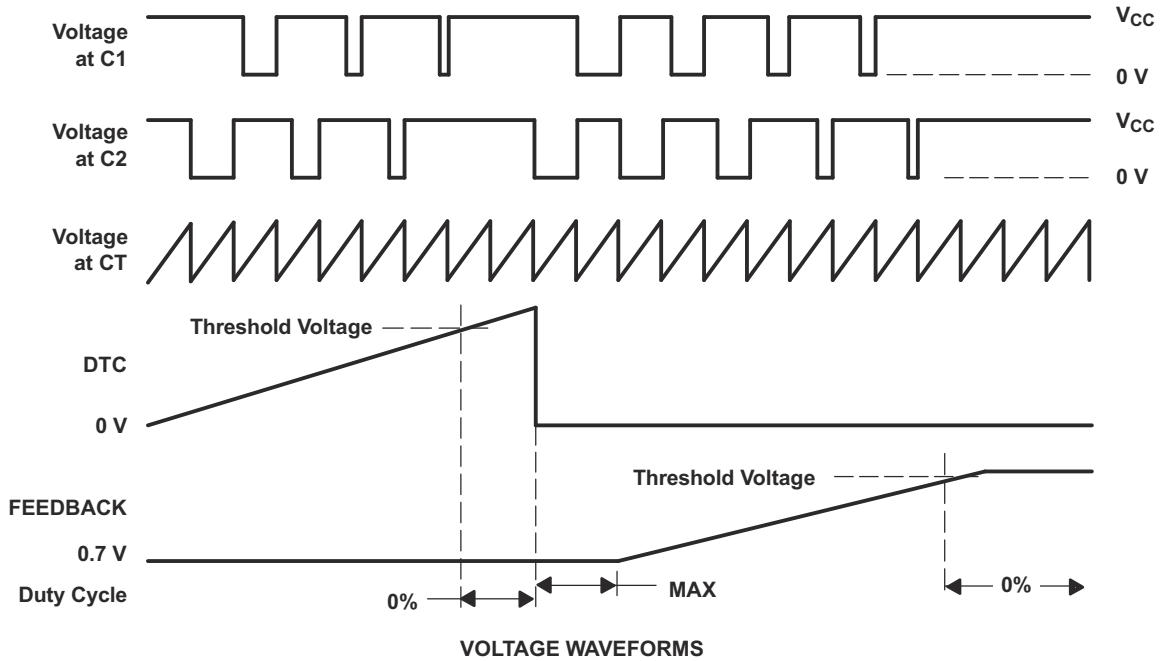 Voltage
at C1
VCC
0 V
Voltage
at C2
VCC
0 V
Voltage
at CT
Threshold Voltage
DTC
0 V
Threshold Voltage
FEEDBACK
0.7 V
Duty Cycle
0%
MAX
0%
VOLTAGE WAVEFORMS